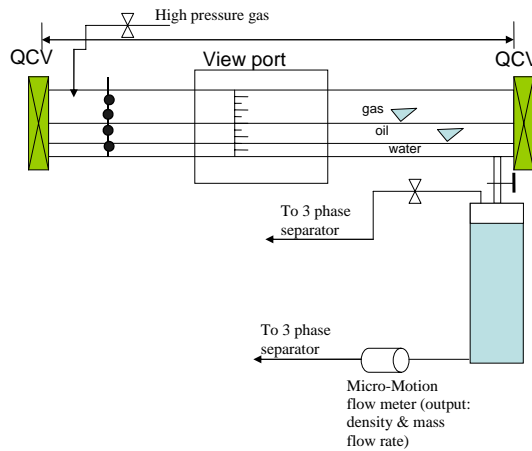 High pressure gas
QCV
View port
QCV
gas
oil
water
To 3 phase
separator
To 3 phase
separator
Micro-Motion
flow meter (output:
density & mass
flow rate)